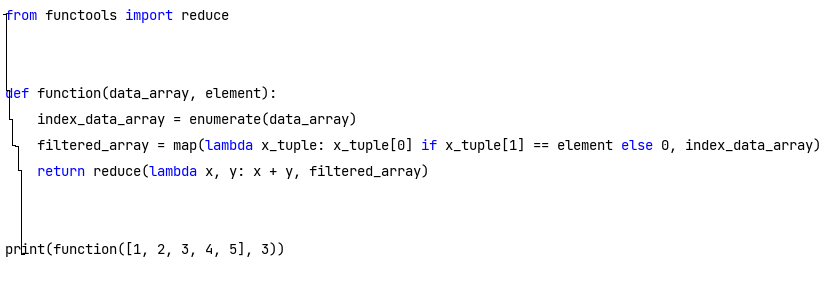 from functools import reduce
def function(data_array, element):
    index_data_array = enumerate(data_array)
    filtered_array = map(lambda x_tuple: x_tuple[0] if x_tuple[1] == element else 0, index_data_array)
    return reduce(lambda x, y: x + y, filtered_array)
print(function([1, 2, 3, 4, 5], 3))